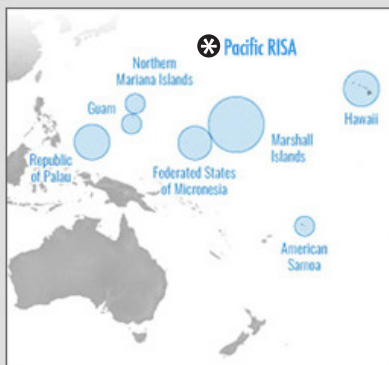 Pacific RISA
Northern
Mariana Islands
Guam
Hawaii
Republic
of Palau
Federated States
of Micronesia
Marshall
Islands
American
Samoa